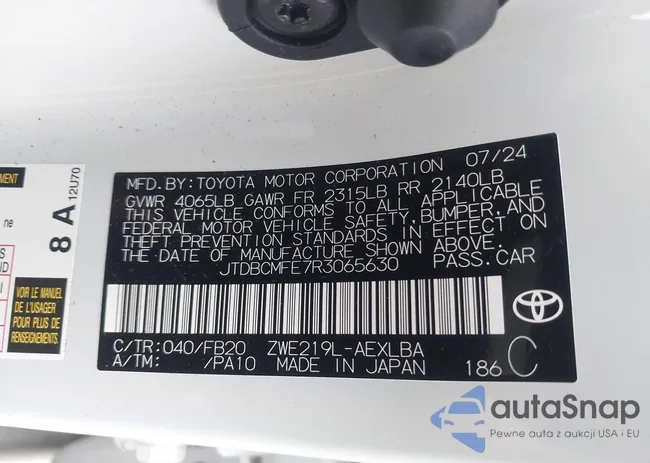 MFD.BY:TOYOTA MOTOR CORPORATION 07/24
GVWR 4065LB GAWR FR 2315LB RR 2140LB
THIS VEHICLE CONFORMS TO ALL APPLICABLE
FEDERAL MOTOR VEHICLE SAFETY,BUMPER,AND
THEFT PREVENTION STANDARDS IN EFFECT ON
THE DATE OF MANUFACTURE SHOWN ABOVE.
JTDBCMFE7R3065630 PASS.CAR
C/TR:040/FB20 ZWE219L-AEXLBA
A/TM: /PA10 MADE IN JAPAN 186 C
8 A 12U70
MENT
ne
S
ND
I
VOIR LE MANUEL
DE L'USAGER
POUR PLUS DE
RENSEIGNEMENTS
autaSnap
Pewne auta z aukcji USA i EU